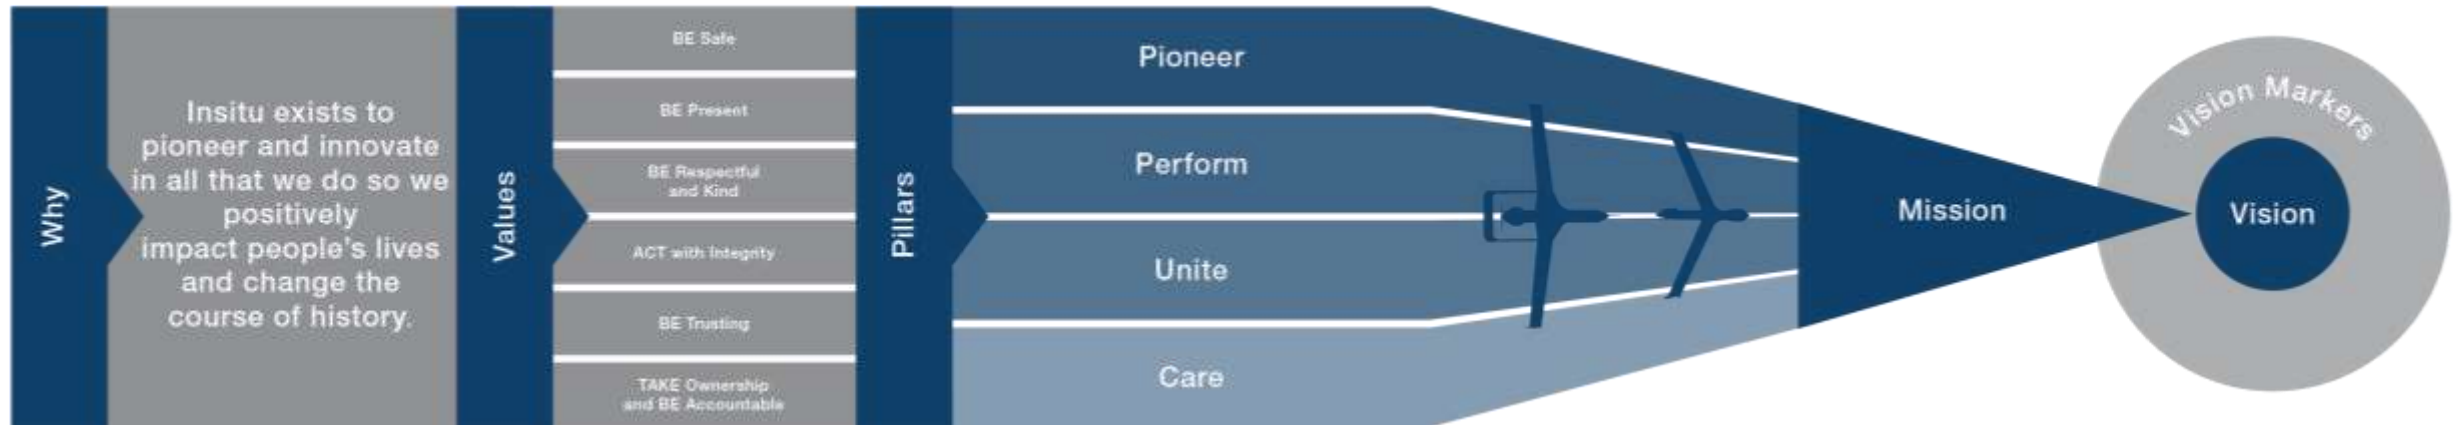 Why
Insitu exists to
pioneer and innovate
in all that we do so we
positively
impact people's lives
and change the
course of history.
Values
BE Safe
BE Present
BE Respectful
and Kind
ACT with Integrity
BE Trusting
TAKE Ownership
and BE Accountable
Pillars
Pioneer
Perform
Unite
Care
Mission
Vision Markers
Vision